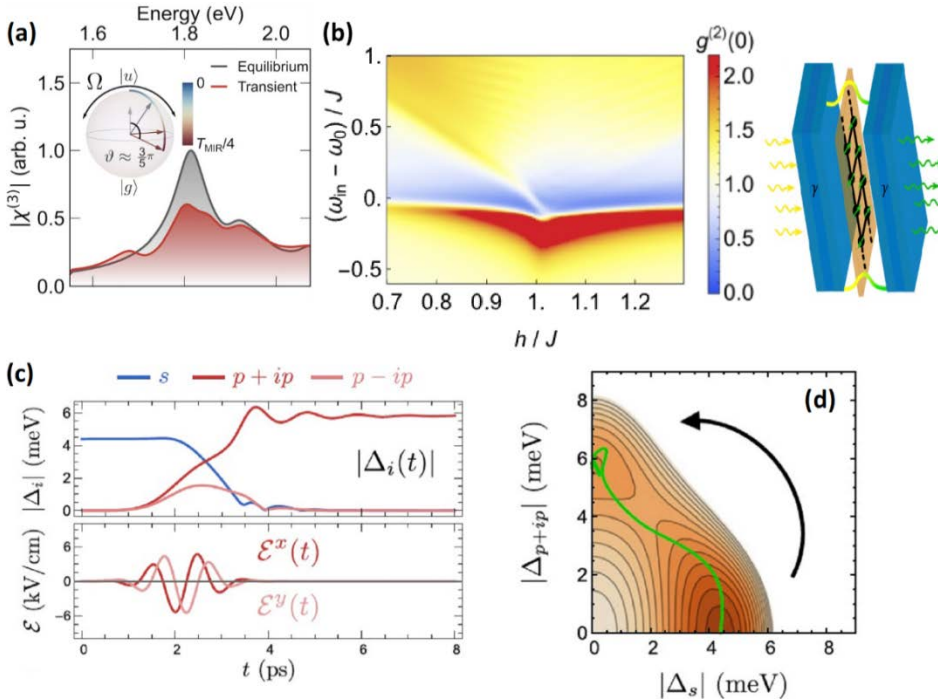 (a)
Energy (eV)
1.6 1.8 2.0
|χ⁽³⁾| (arb. u.)
1.5
1.0
0.5
0.0
Ω
|u⟩
|g⟩
ϑ ≈ 3/5 π
0
T_MIR/4
Equilibrium
Transient
(b)
(ω_in − ω_0) / J
1.
0.5
0.
−0.5
0.7 0.8 0.9 1. 1.1 1.2
h / J
g⁽²⁾(0)
2.0
1.5
1.0
0.5
0.0
γ γ
(c)
s p + ip p − ip
|Δ_i| (meV)
6
4
2
0
|Δ_i(t)|
ℰ (kV/cm)
6
0
−6
ℰ^x(t)
ℰ^y(t)
0 2 4 6 8
t (ps)
(d)
|Δ_{p+ip}| (meV)
8
6
4
2
0
0 2 4 6 8
|Δ_s| (meV)